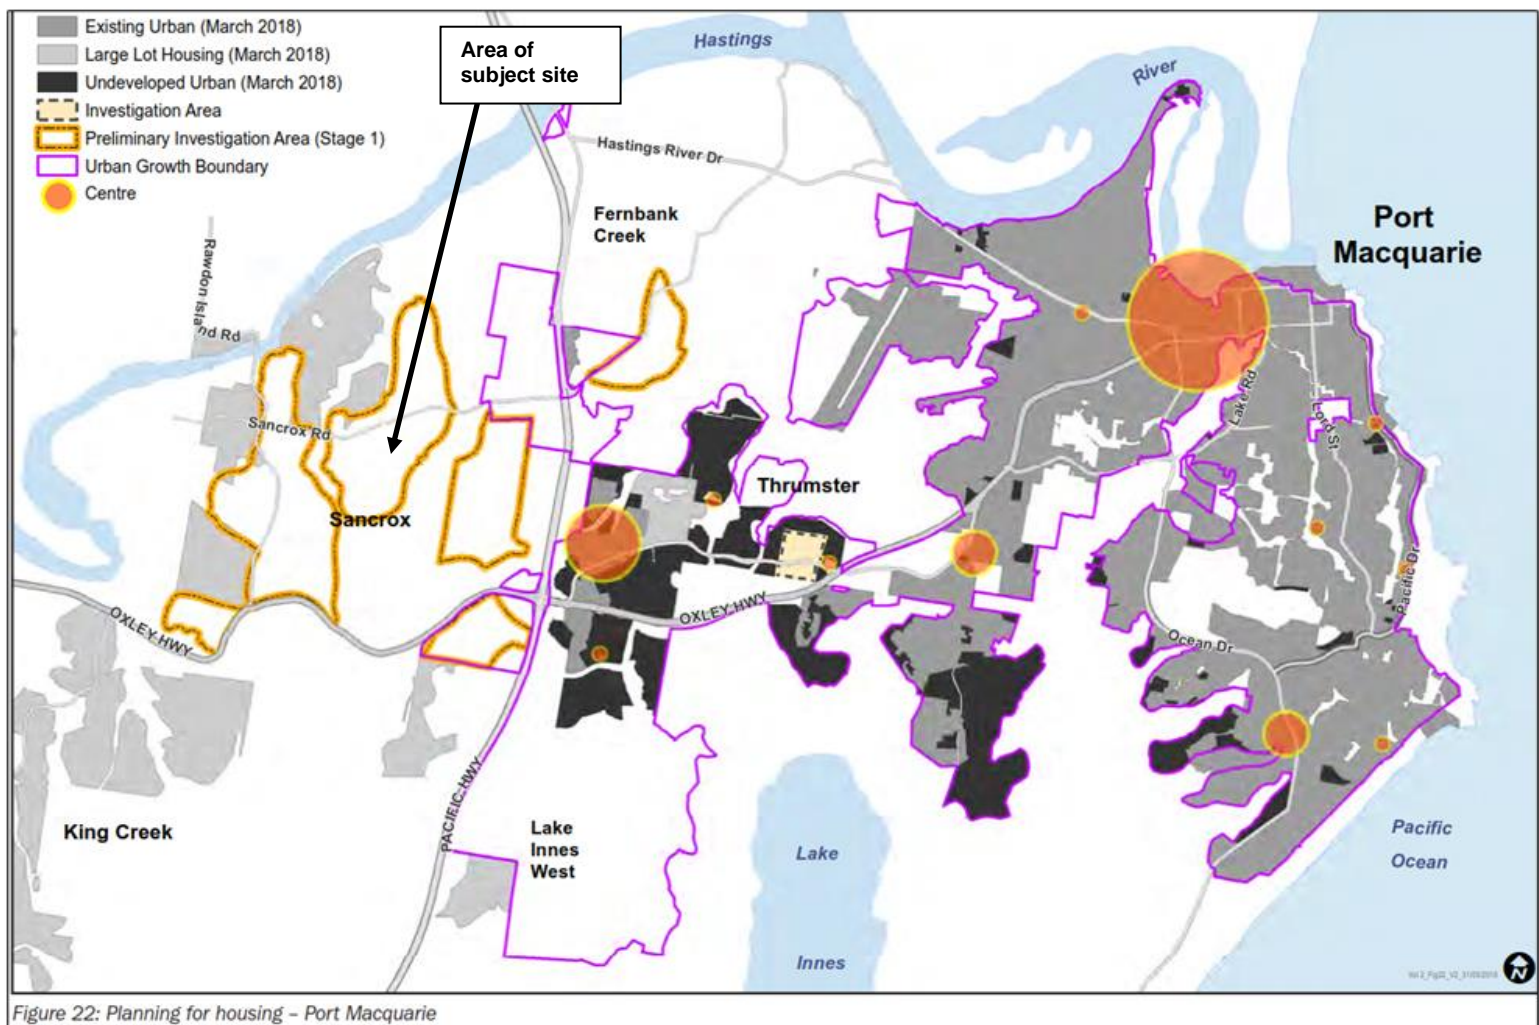 Existing Urban (March 2018)
Large Lot Housing (March 2018)
Undeveloped Urban (March 2018)
Investigation Area
Preliminary Investigation Area (Stage 1)
Urban Growth Boundary
Centre
Area of
subject site
Hastings
River
Hastings River Dr
Fernbank
Creek
Port
Macquarie
Rawdon Island Rd
Sancrox Rd
Sancrox
Thrumster
Lake Rd
Lord St
Pacific Dr
OXLEY HWY
OXLEY HWY
Ocean Dr
PACIFIC HWY
King Creek
Lake
Innes
West
Lake
Innes
Pacific
Ocean
Figure 22: Planning for housing – Port Macquarie